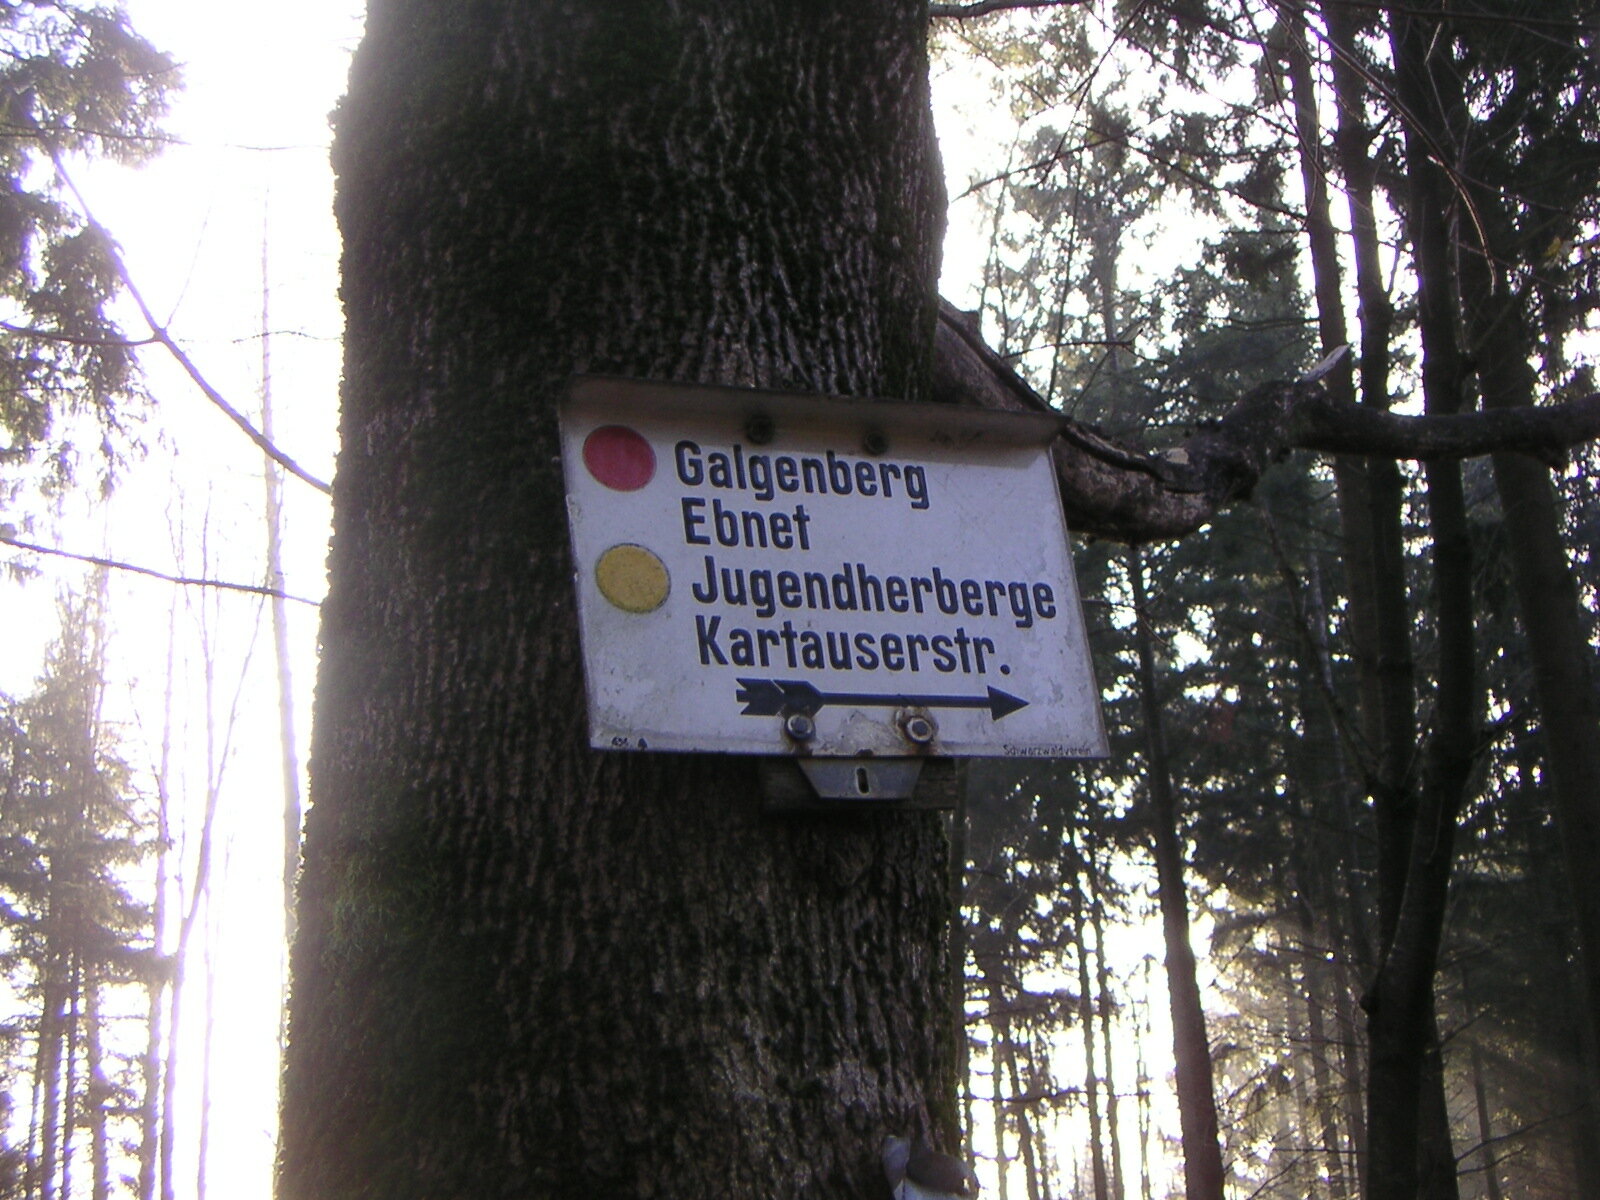 Galgenberg
Ebnet
Jugendherberge
Kartauserstr.
Schwarzwaldverein